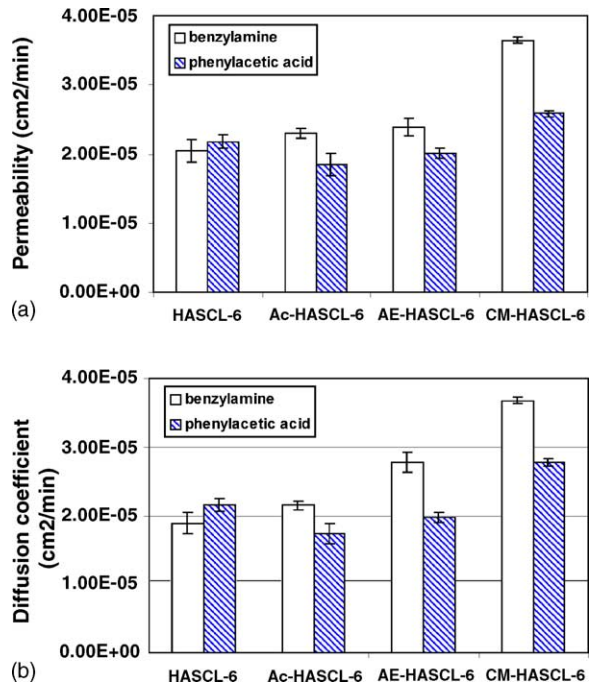 4.00E-05
3.00E-05
2.00E-05
1.00E-05
0.00E+00
Permeability (cm2/min)
benzylamine
phenylacetic acid
HASCL-6 Ac-HASCL-6 AE-HASCL-6 CM-HASCL-6
(a)
4.00E-05
3.00E-05
2.00E-05
1.00E-05
0.00E+00
Diffusion coefficient
(cm2/min)
benzylamine
phenylacetic acid
HASCL-6 Ac-HASCL-6 AE-HASCL-6 CM-HASCL-6
(b)